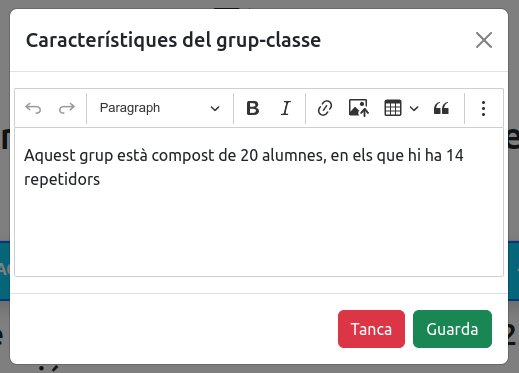 Característiques del grup-classe
Paragraph
B I
Aquest grup està compost de 20 alumnes, en els que hi ha 14
repetidors
Tanca
Guarda